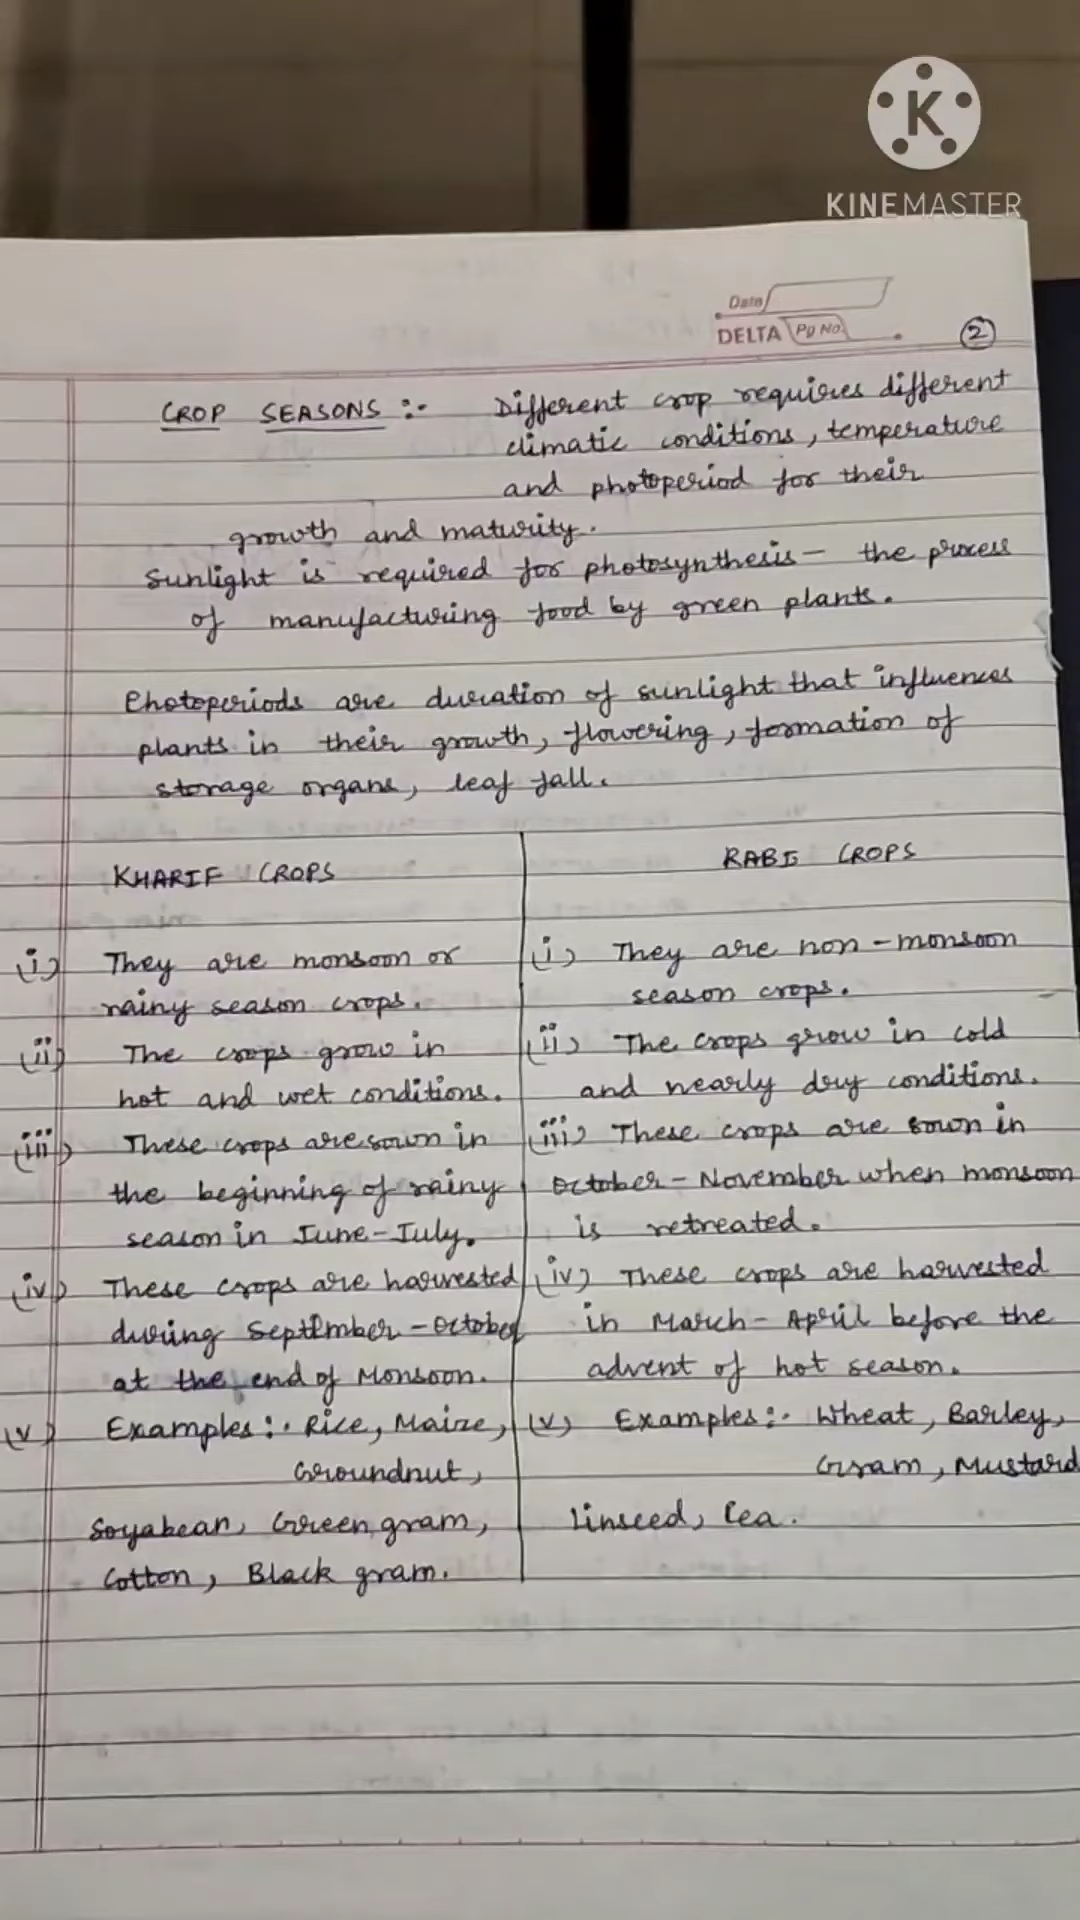 K
KINEMASTER
Date
DELTA Pg No.
2
CROP SEASONS :- Different crop requires different
climatic conditions, temperature
and photoperiod for their
growth and maturity.
Sunlight is required for photosynthesis - the process
of manufacturing food by green plants.
Photoperiods are duration of sunlight that influences
plants in their growth, flowering, formation of
storage organs, leaf fall.
KHARIF CROPS
(i) They are monsoon or
rainy season crops.
(ii) The crops grow in
hot and wet conditions.
(iii) These crops are sown in
the beginning of rainy
season in June-July.
(iv) These crops are harvested
during September-October
at the end of Monsoon.
(v) Examples:- Rice, Maize,
Groundnut,
Soyabean, Green gram,
Cotton, Black gram.
RABI CROPS
(i) They are non-monsoon
season crops.
(ii) The crops grow in cold
and nearly dry conditions.
(iii) These crops are sown in
October-November when monsoon
is retreated.
(iv) These crops are harvested
in March-April before the
advent of hot season.
(v) Examples:- Wheat, Barley,
Gram, Mustard
Linseed, Pea.